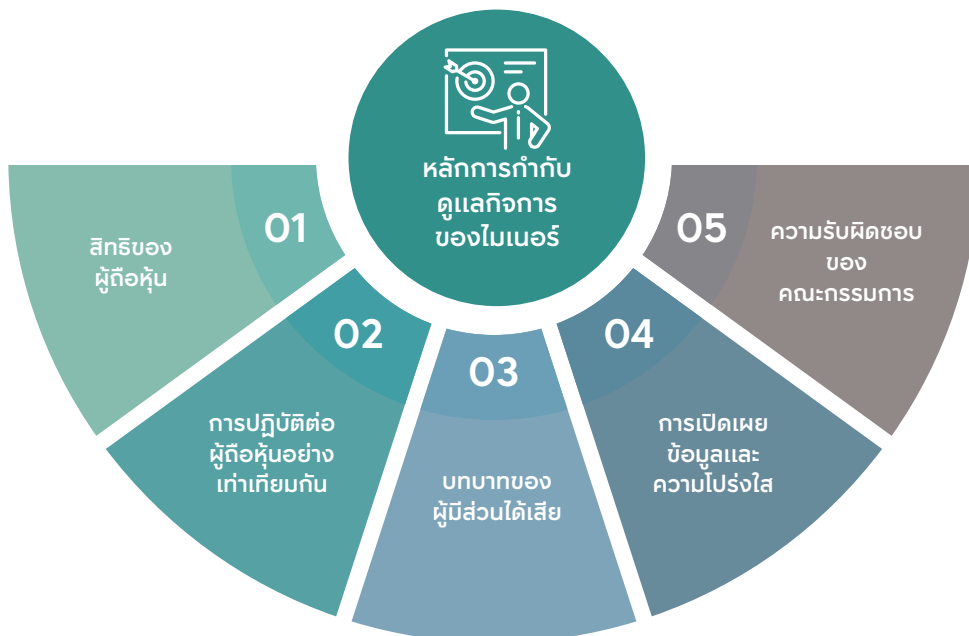 หลักการกำกับ
ดูแลกิจการ
ของไมเนอร์
01
สิทธิของ
ผู้ถือหุ้น
02
การปฏิบัติต่อ
ผู้ถือหุ้นอย่าง
เท่าเทียมกัน
03
บทบาทของ
ผู้มีส่วนได้เสีย
04
การเปิดเผย
ข้อมูลและ
ความโปร่งใส
05
ความรับผิดชอบ
ของ
คณะกรรมการ